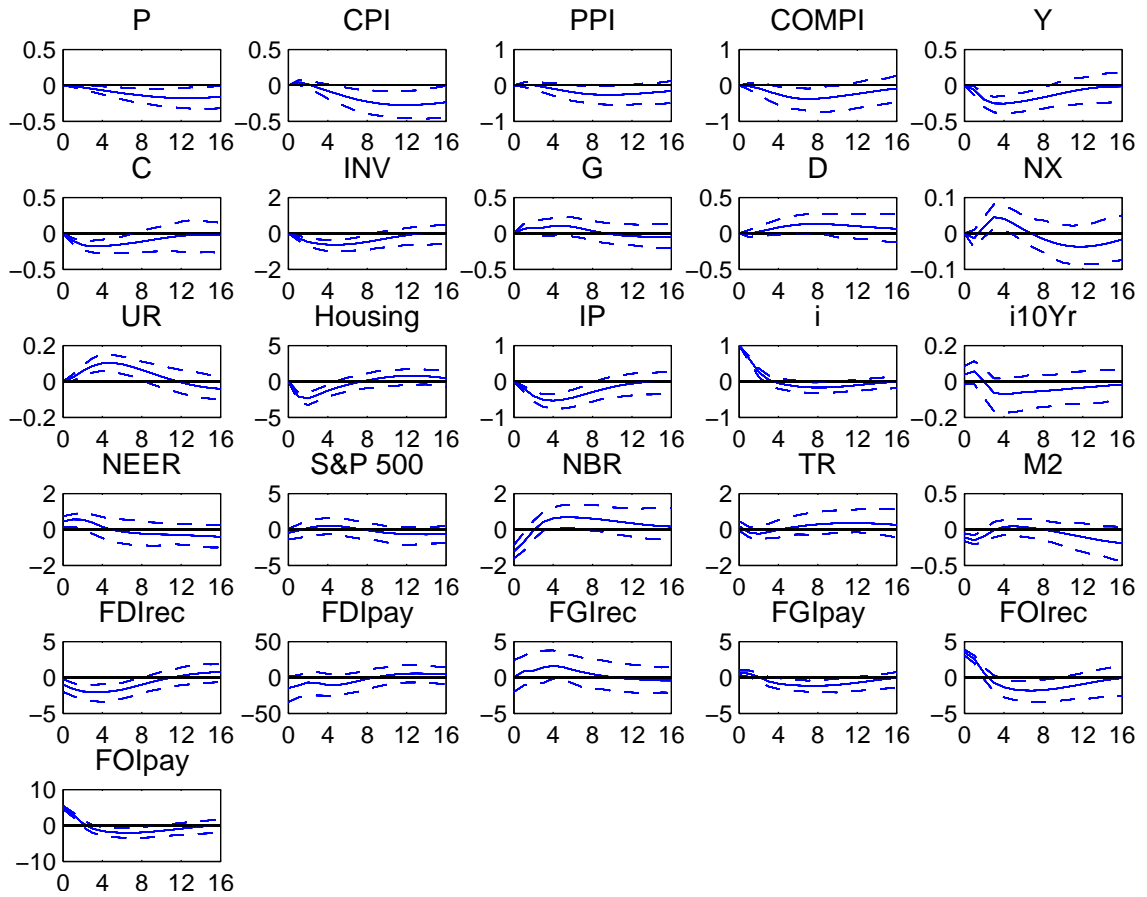 P CPI PPI COMPI Y
0.5 0.5 1 1 0.5
0 0 0 0 0
−0.5 −0.5 −1 −1 −0.5
0 4 8 12 16 0 4 8 12 16 0 4 8 12 16 0 4 8 12 16 0 4 8 12 16
C INV G D NX
0.5 2 0.5 0.5 0.1
0 0 0 0 0
−0.5 −2 −0.5 −0.5 −0.1
0 4 8 12 16 0 4 8 12 16 0 4 8 12 16 0 4 8 12 16 0 4 8 12 16
UR Housing IP i i10Yr
0.2 5 1 1 0.2
0 0 0 0 0
−0.2 −5 −1 −1 −0.2
0 4 8 12 16 0 4 8 12 16 0 4 8 12 16 0 4 8 12 16 0 4 8 12 16
NEER S&P 500 NBR TR M2
2 5 2 2 0.5
0 0 0 0 0
−2 −5 −2 −2 −0.5
0 4 8 12 16 0 4 8 12 16 0 4 8 12 16 0 4 8 12 16 0 4 8 12 16
FDIrec FDIpay FGIrec FGIpay FOIrec
5 50 5 5 5
0 0 0 0 0
−5 −50 −5 −5 −5
0 4 8 12 16 0 4 8 12 16 0 4 8 12 16 0 4 8 12 16 0 4 8 12 16
FOIpay
10
0
−10
0 4 8 12 16